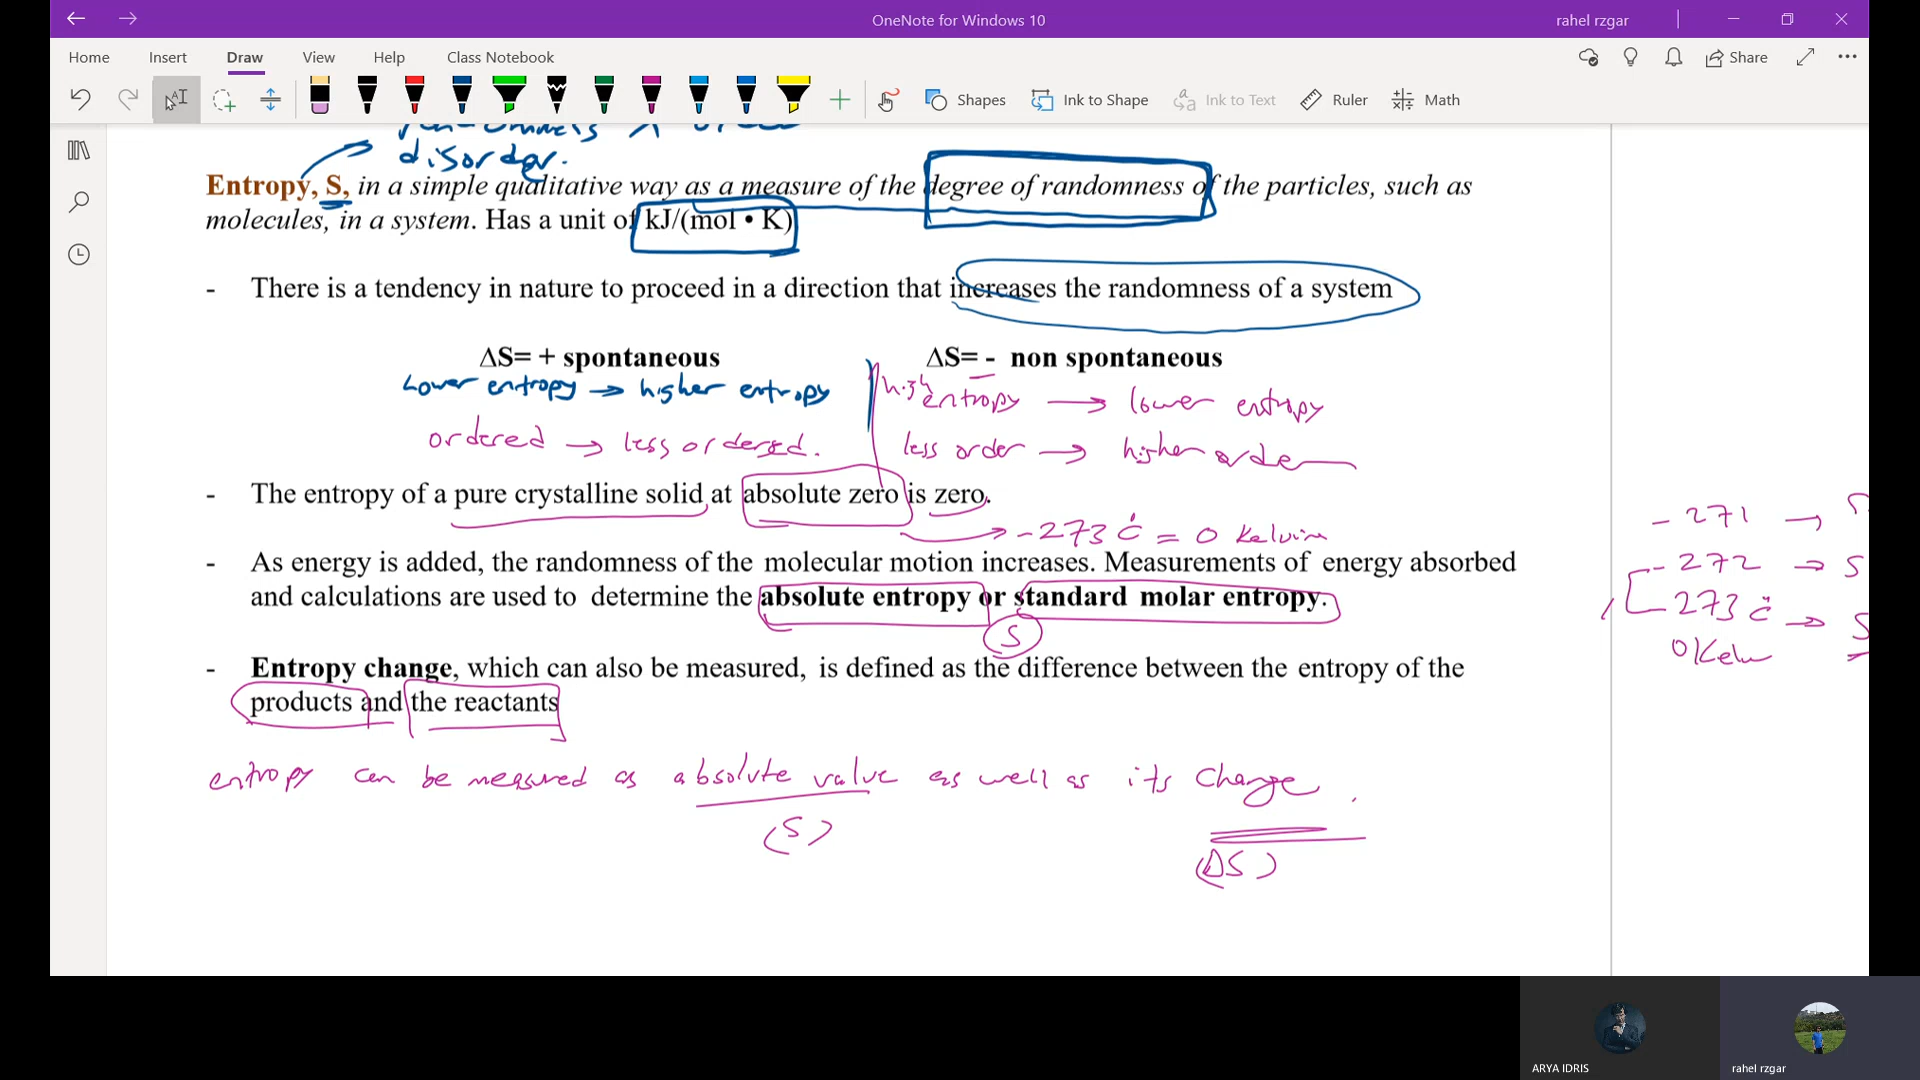 OneNote for Windows 10
rahel rzgar
Home Insert Draw View Help Class Notebook
Share
Shapes Ink to Shape Ink to Text Ruler Math
disorder.
Entropy, S, in a simple qualitative way as a measure of the degree of randomness of the particles, such as
molecules, in a system. Has a unit of kJ/(mol • K)
- There is a tendency in nature to proceed in a direction that increases the randomness of a system
ΔS= + spontaneous ΔS= - non spontaneous
Lower entropy → higher entropy
high entropy → lower entropy
ordered → less ordered.
less order → higher order
- The entropy of a pure crystalline solid at absolute zero is zero.
→ -273 c° = 0 Kelvin
- As energy is added, the randomness of the molecular motion increases. Measurements of energy absorbed
and calculations are used to determine the absolute entropy or standard molar entropy.
S
- Entropy change, which can also be measured, is defined as the difference between the entropy of the
products and the reactants
entropy can be measured as absolute value as well as its change.
(S) (ΔS)
- 271 → S
- 272 → S
- 273 c° → S
0 Kelv
ARYA IDRIS
rahel rzgar